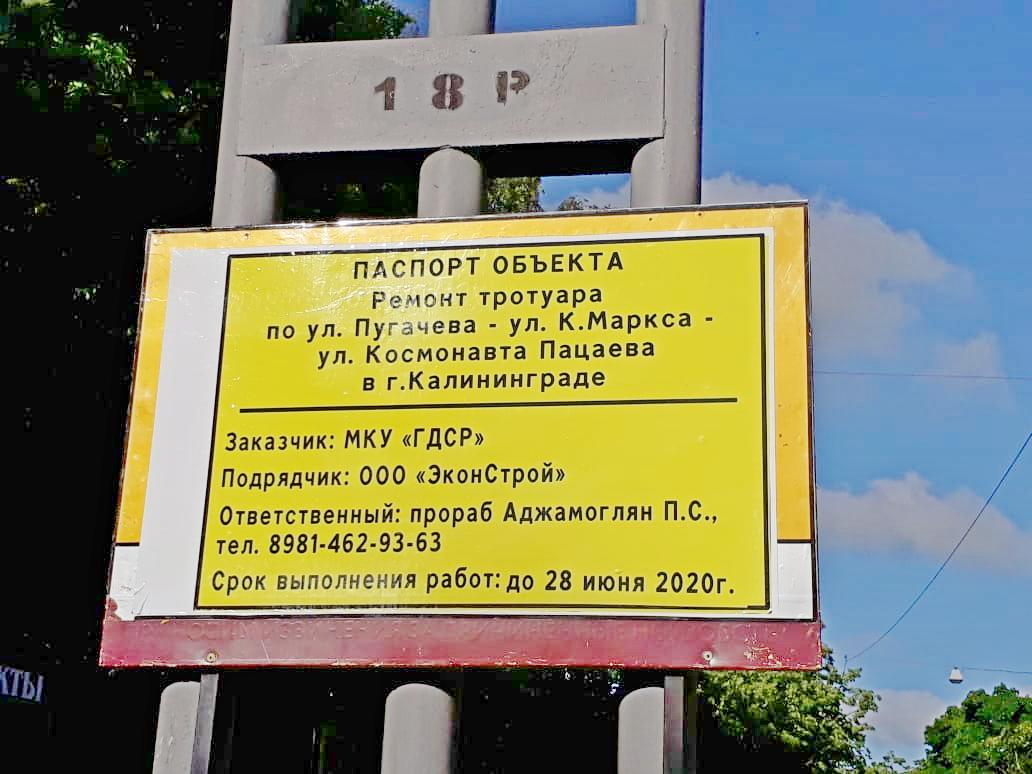 18Р
ПАСПОРТ ОБЪЕКТА
Ремонт тротуара
по ул. Пугачева - ул. К.Маркса -
ул. Космонавта Пацаева
в г.Калининграде
Заказчик: МКУ «ГДСР»
Подрядчик: ООО «ЭконСтрой»
Ответственный: прораб Аджамоглян П.С.,
тел. 8981-462-93-63
Срок выполнения работ: до 28 июня 2020г.